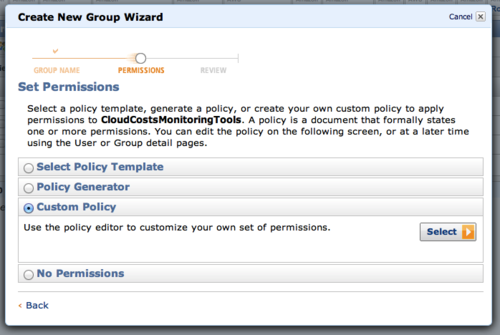 Create New Group Wizard
Cancel
GROUP NAME
PERMISSIONS
REVIEW
Set Permissions
Select a policy template, generate a policy, or create your own custom policy to apply
permissions to CloudCostsMonitoringTools. A policy is a document that formally states
one or more permissions. You can edit the policy on the following screen, or at a later time
using the User or Group detail pages.
Select Policy Template
Policy Generator
Custom Policy
Use the policy editor to customize your own set of permissions.
Select
No Permissions
‹ Back